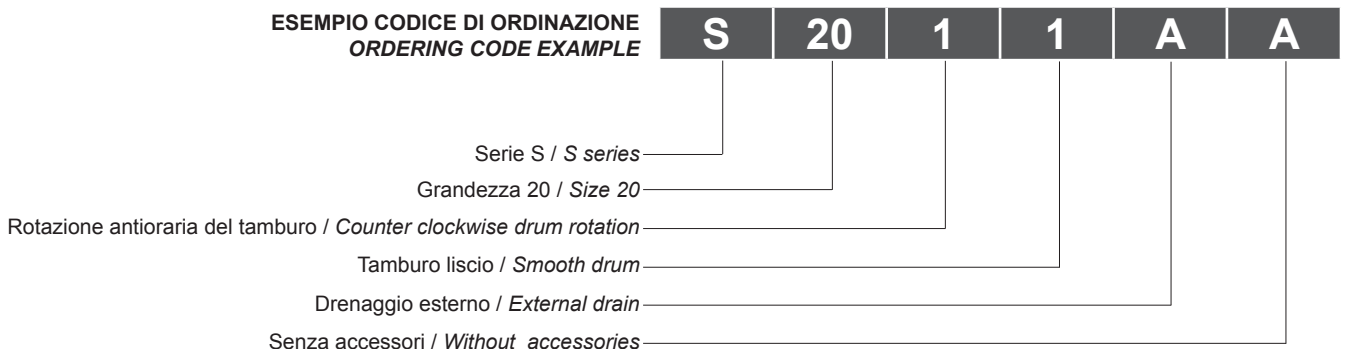 ESEMPIO CODICE DI ORDINAZIONE
ORDERING CODE EXAMPLE
S 20 1 1 A A
Serie S / S series
Grandezza 20 / Size 20
Rotazione antioraria del tamburo / Counter clockwise drum rotation
Tamburo liscio / Smooth drum
Drenaggio esterno / External drain
Senza accessori / Without accessories